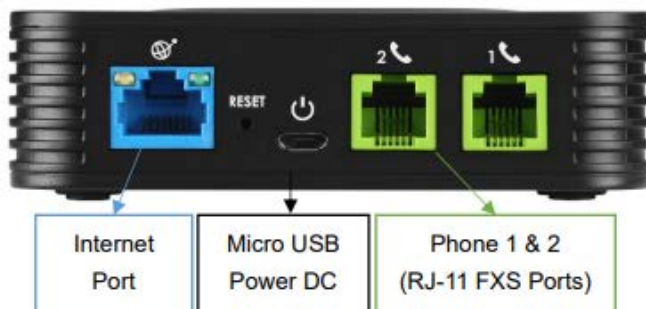 2 1
RESET
Internet
Port
Micro USB
Power DC
Phone 1 & 2
(RJ-11 FXS Ports)